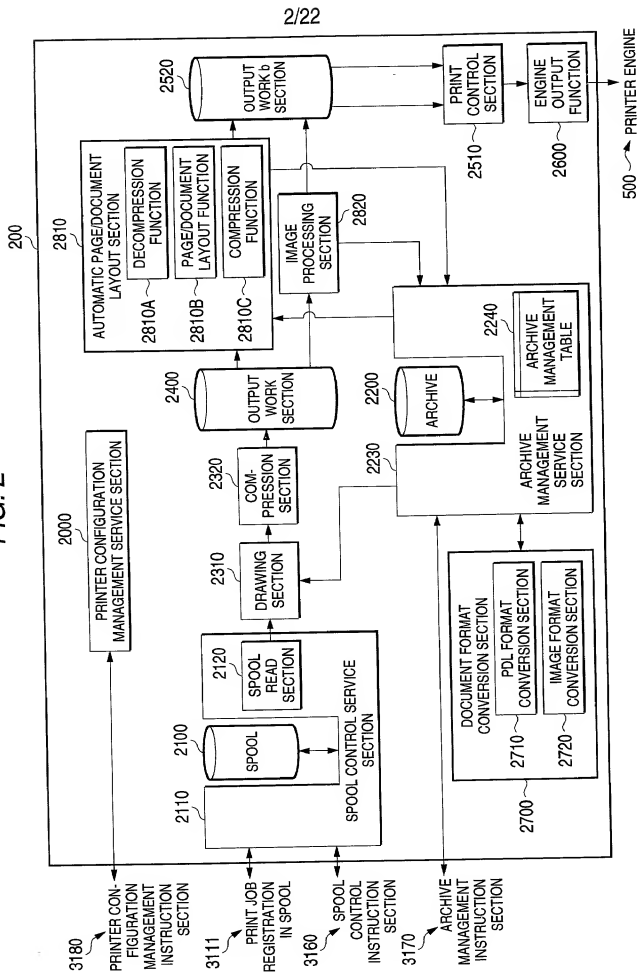 2/22
FIG. 2
200
2000
PRINTER CONFIGURATION
MANAGEMENT SERVICE SECTION
3180
PRINTER CON-
FIGURATION
MANAGEMENT
INSTRUCTION
SECTION
3111
PRINT JOB
REGISTRATION
IN SPOOL
3160
SPOOL
CONTROL
INSTRUCTION
SECTION
3170
ARCHIVE
MANAGEMENT
INSTRUCTION
SECTION
2110
2100
SPOOL
2120
SPOOL
READ
SECTION
SPOOL CONTROL SERVICE
SECTION
2310
DRAWING
SECTION
2320
COM-
PRESSION
SECTION
2400
OUTPUT
WORK
SECTION
2810
AUTOMATIC PAGE/DOCUMENT
LAYOUT SECTION
2810A
DECOMPRESSION
FUNCTION
2810B
PAGE/DOCUMENT
LAYOUT FUNCTION
2810C
COMPRESSION
FUNCTION
IMAGE
PROCESSING
SECTION
2820
2520
OUTPUT
WORK b
SECTION
PRINT
CONTROL
SECTION
2510
ENGINE
OUTPUT
FUNCTION
2600
500
PRINTER ENGINE
2700
DOCUMENT FORMAT
CONVERSION SECTION
2710
PDL FORMAT
CONVERSION SECTION
2720
IMAGE FORMAT
CONVERSION SECTION
2230
2200
ARCHIVE
ARCHIVE
MANAGEMENT
SERVICE
SECTION
2240
ARCHIVE
MANAGEMENT
TABLE